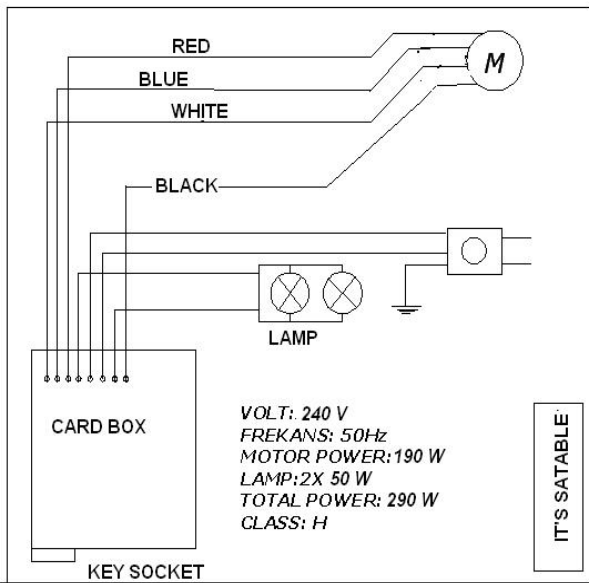 RED
M
BLUE
WHITE
BLACK
LAMP
CARD BOX
VOLT: 240 V
FREKANS: 50Hz
MOTOR POWER: 190 W
LAMP:2X 50 W
TOTAL POWER: 290 W
CLASS: H
IT'S SATABLE
KEY SOCKET